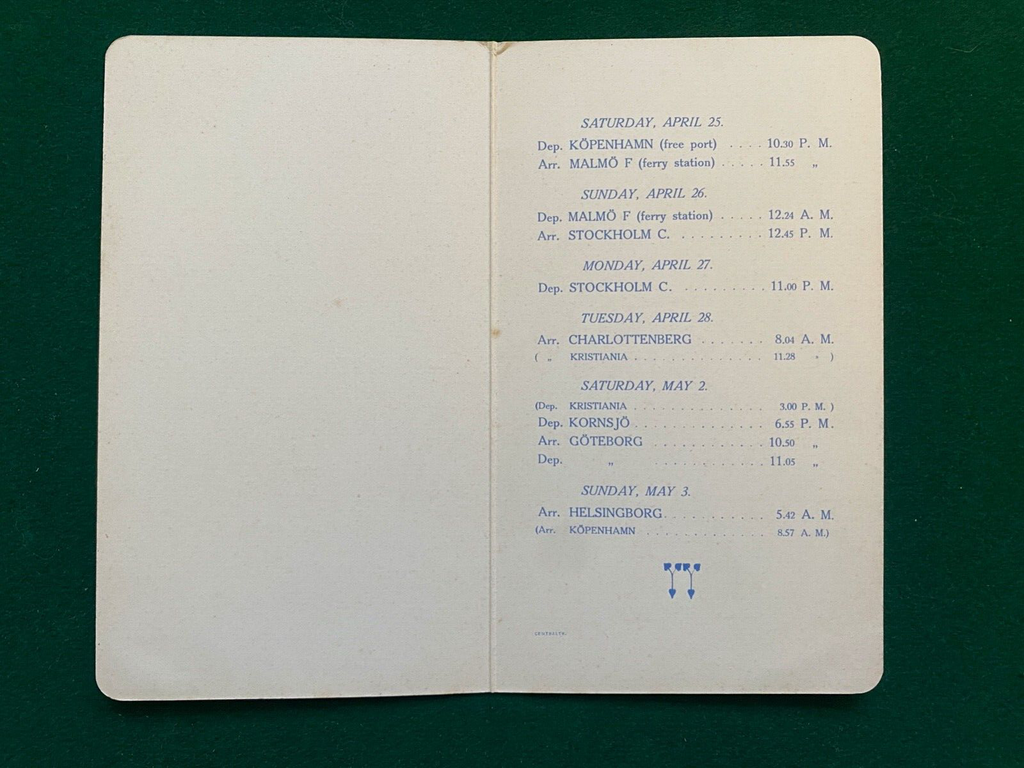 SATURDAY, APRIL 25.
Dep. KÖPENHAMN (free port) . . . . 10.30 P. M.
Arr. MALMÖ F (ferry station) . . . . . 11.55 „
SUNDAY, APRIL 26.
Dep. MALMÖ F (ferry station) . . . . . 12.24 A. M.
Arr. STOCKHOLM C. . . . . . . . . . 12.45 P. M.
MONDAY, APRIL 27.
Dep. STOCKHOLM C. . . . . . . . . . 11.00 P. M.
TUESDAY, APRIL 28.
Arr. CHARLOTTENBERG . . . . . . . 8.04 A. M.
( „ KRISTIANIA . . . . . . . . . . . . . . 11.28 „ )
SATURDAY, MAY 2.
(Dep. KRISTIANIA . . . . . . . . . . . . . . 3.00 P. M. )
Dep. KORNSJÖ . . . . . . . . . . . . . . 6.55 P. M.
Arr. GÖTEBORG . . . . . . . . . . . . 10.50 „
Dep. „ . . . . . . . . . . . . 11.05 „
SUNDAY, MAY 3.
Arr. HELSINGBORG . . . . . . . . . . . 5.42 A. M.
(Arr. KÖPENHAMN . . . . . . . . . . . . . 8.57 A. M.)